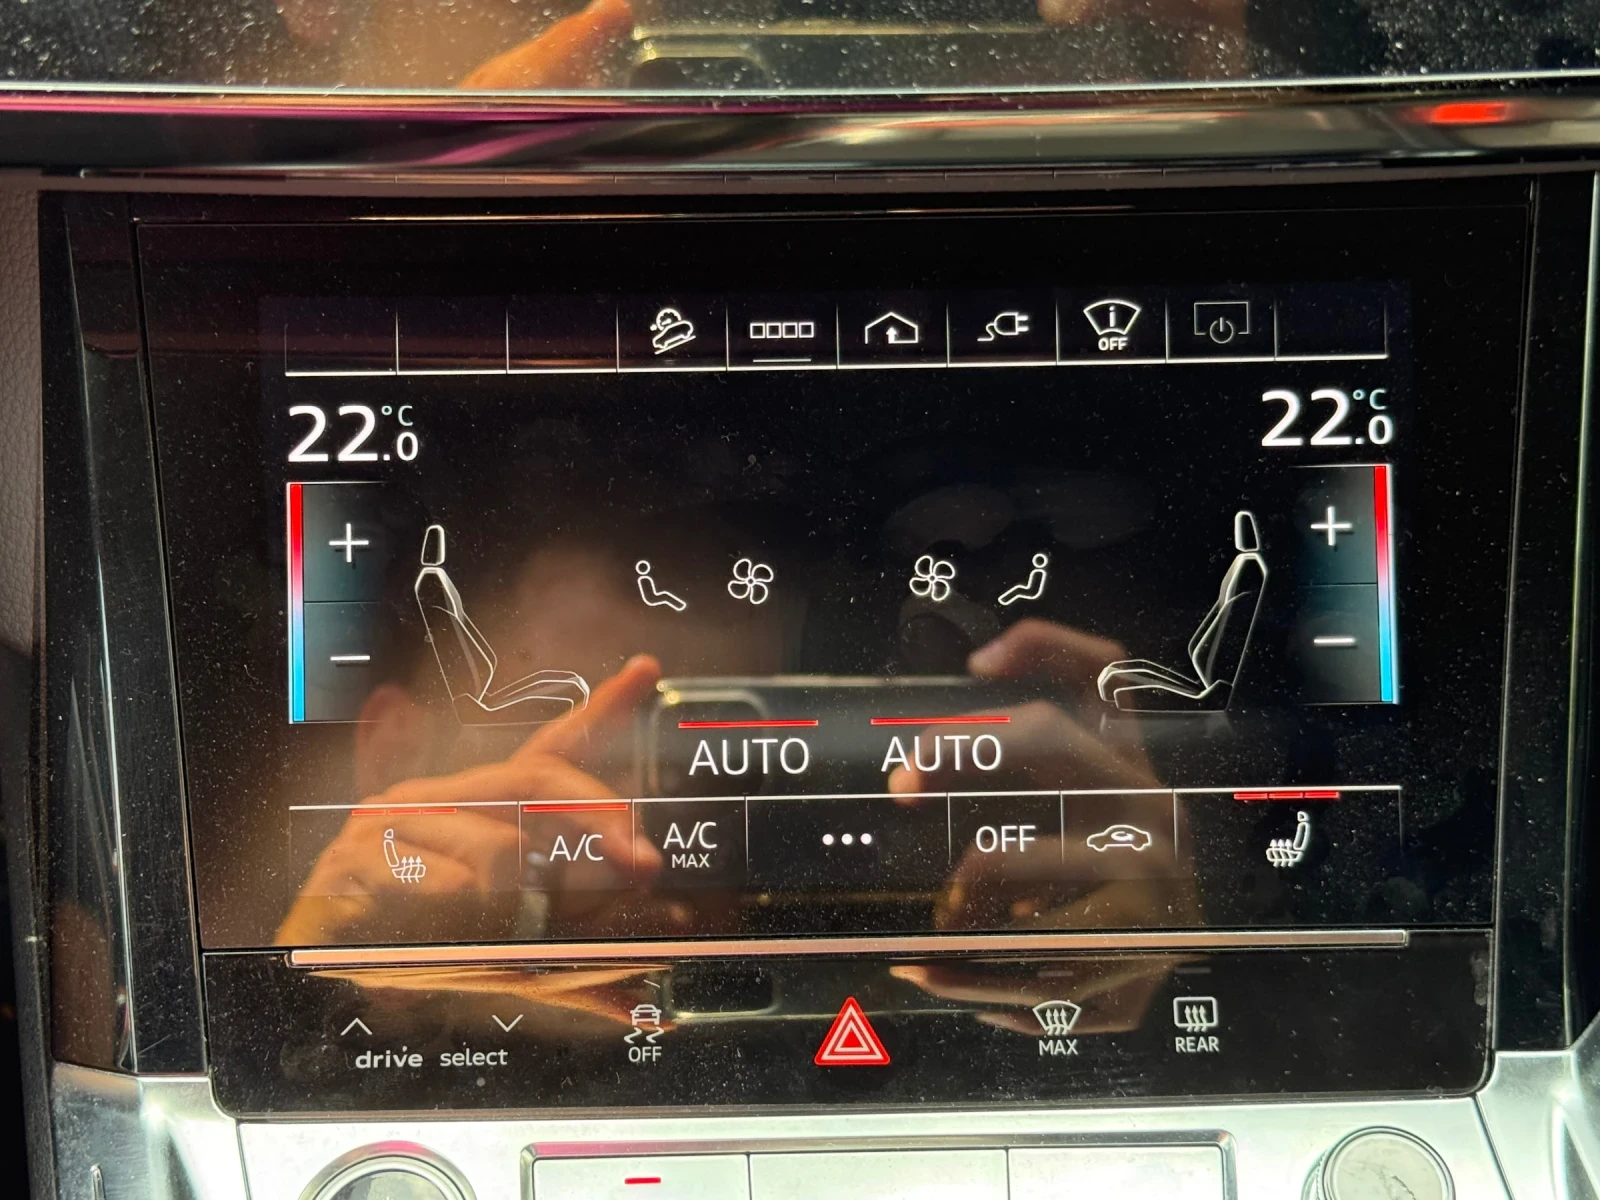 i
OFF
22.0 °C
22.0 °C
+
+
−
−
AUTO
AUTO
A/C
A/C
MAX
•••
OFF
drive select
OFF
MAX
REAR